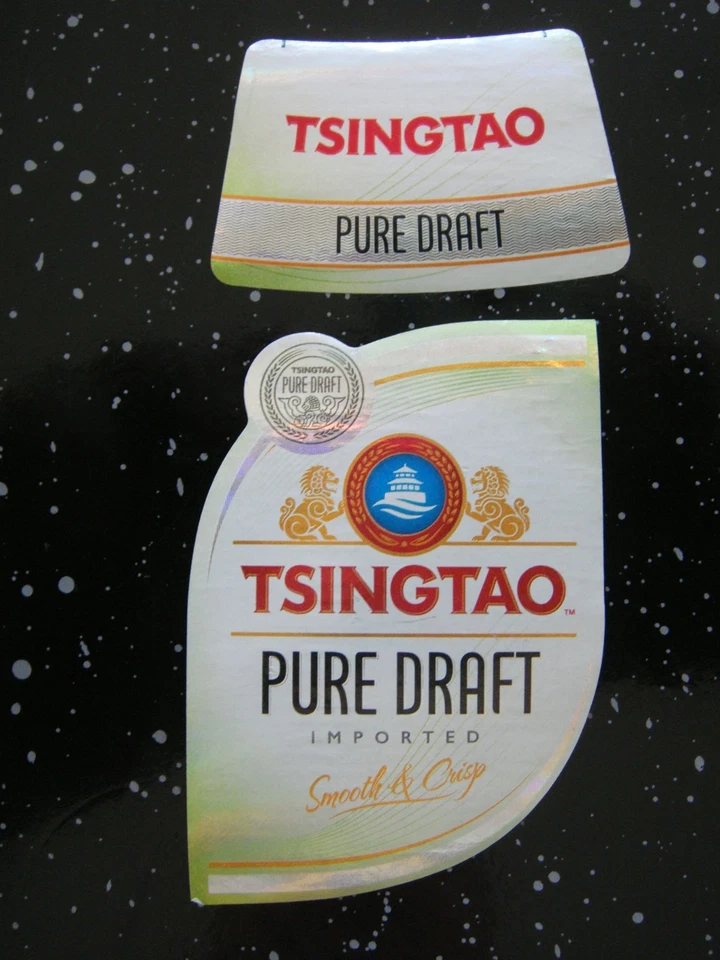 TSINGTAO
PURE DRAFT
TSINGTAO
PURE DRAFT
TSINGTAO™
PURE DRAFT
IMPORTED
Smooth & Crisp